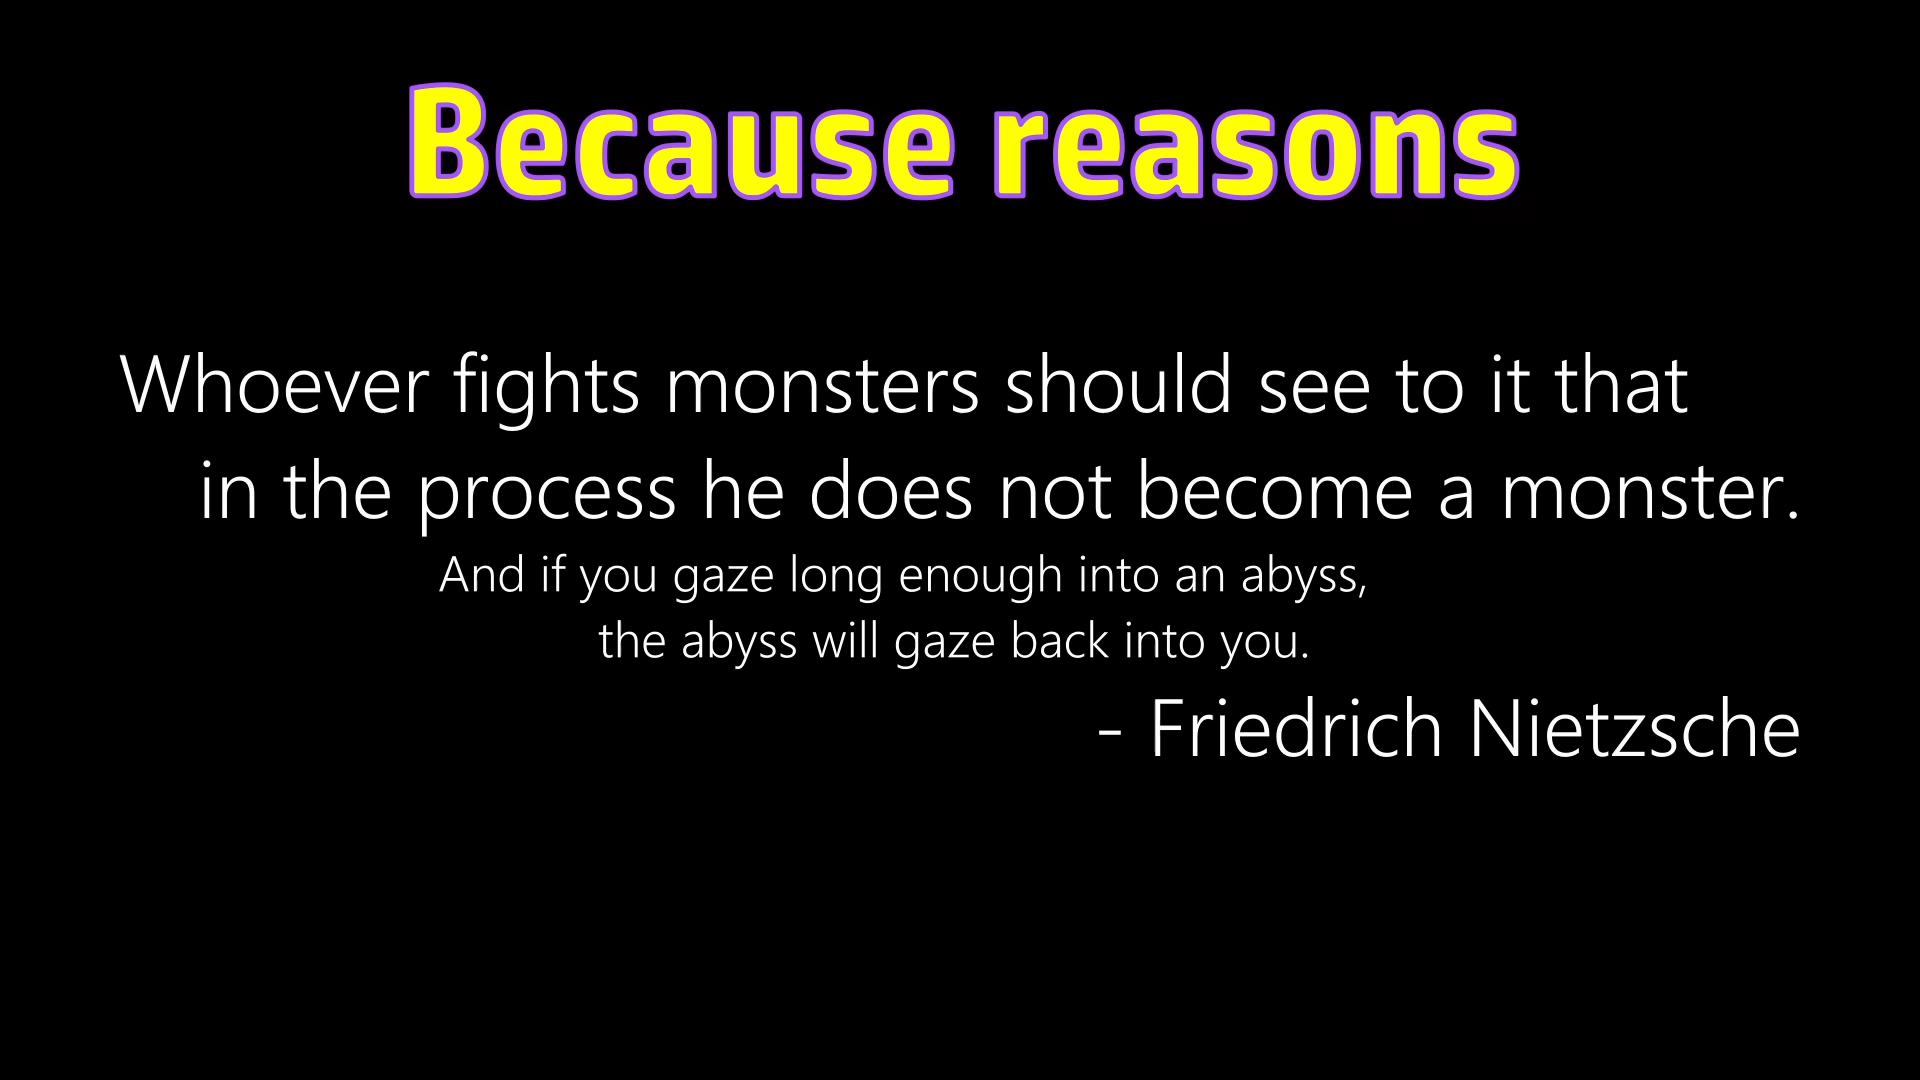 Because reasons
Whoever fights monsters should see to it that
in the process he does not become a monster.
And if you gaze long enough into an abyss,
the abyss will gaze back into you.
- Friedrich Nietzsche